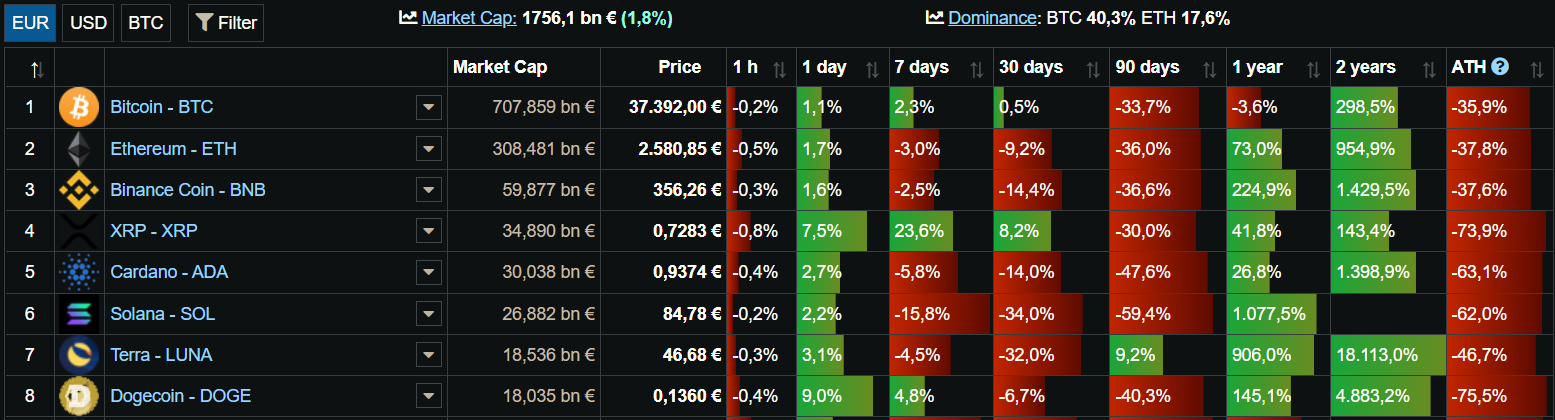 EUR USD BTC Filter Market Cap: 1756,1 bn € (1,8%) Dominance: BTC 40,3% ETH 17,6%
Market Cap Price 1 h 1 day 7 days 30 days 90 days 1 year 2 years ATH ?
1 Bitcoin - BTC 707,859 bn € 37.392,00 € -0,2% 1,1% 2,3% 0,5% -33,7% -3,6% 298,5% -35,9%
2 Ethereum - ETH 308,481 bn € 2.580,85 € -0,5% 1,7% -3,0% -9,2% -36,0% 73,0% 954,9% -37,8%
3 Binance Coin - BNB 59,877 bn € 356,26 € -0,3% 1,6% -2,5% -14,4% -36,6% 224,9% 1.429,5% -37,6%
4 XRP - XRP 34,890 bn € 0,7283 € -0,8% 7,5% 23,6% 8,2% -30,0% 41,8% 143,4% -73,9%
5 Cardano - ADA 30,038 bn € 0,9374 € -0,4% 2,7% -5,8% -14,0% -47,6% 26,8% 1.398,9% -63,1%
6 Solana - SOL 26,882 bn € 84,78 € -0,2% 2,2% -15,8% -34,0% -59,4% 1.077,5% -62,0%
7 Terra - LUNA 18,536 bn € 46,68 € -0,3% 3,1% -4,5% -32,0% 9,2% 906,0% 18.113,0% -46,7%
8 Dogecoin - DOGE 18,035 bn € 0,1360 € -0,4% 9,0% 4,8% -6,7% -40,3% 145,1% 4.883,2% -75,5%